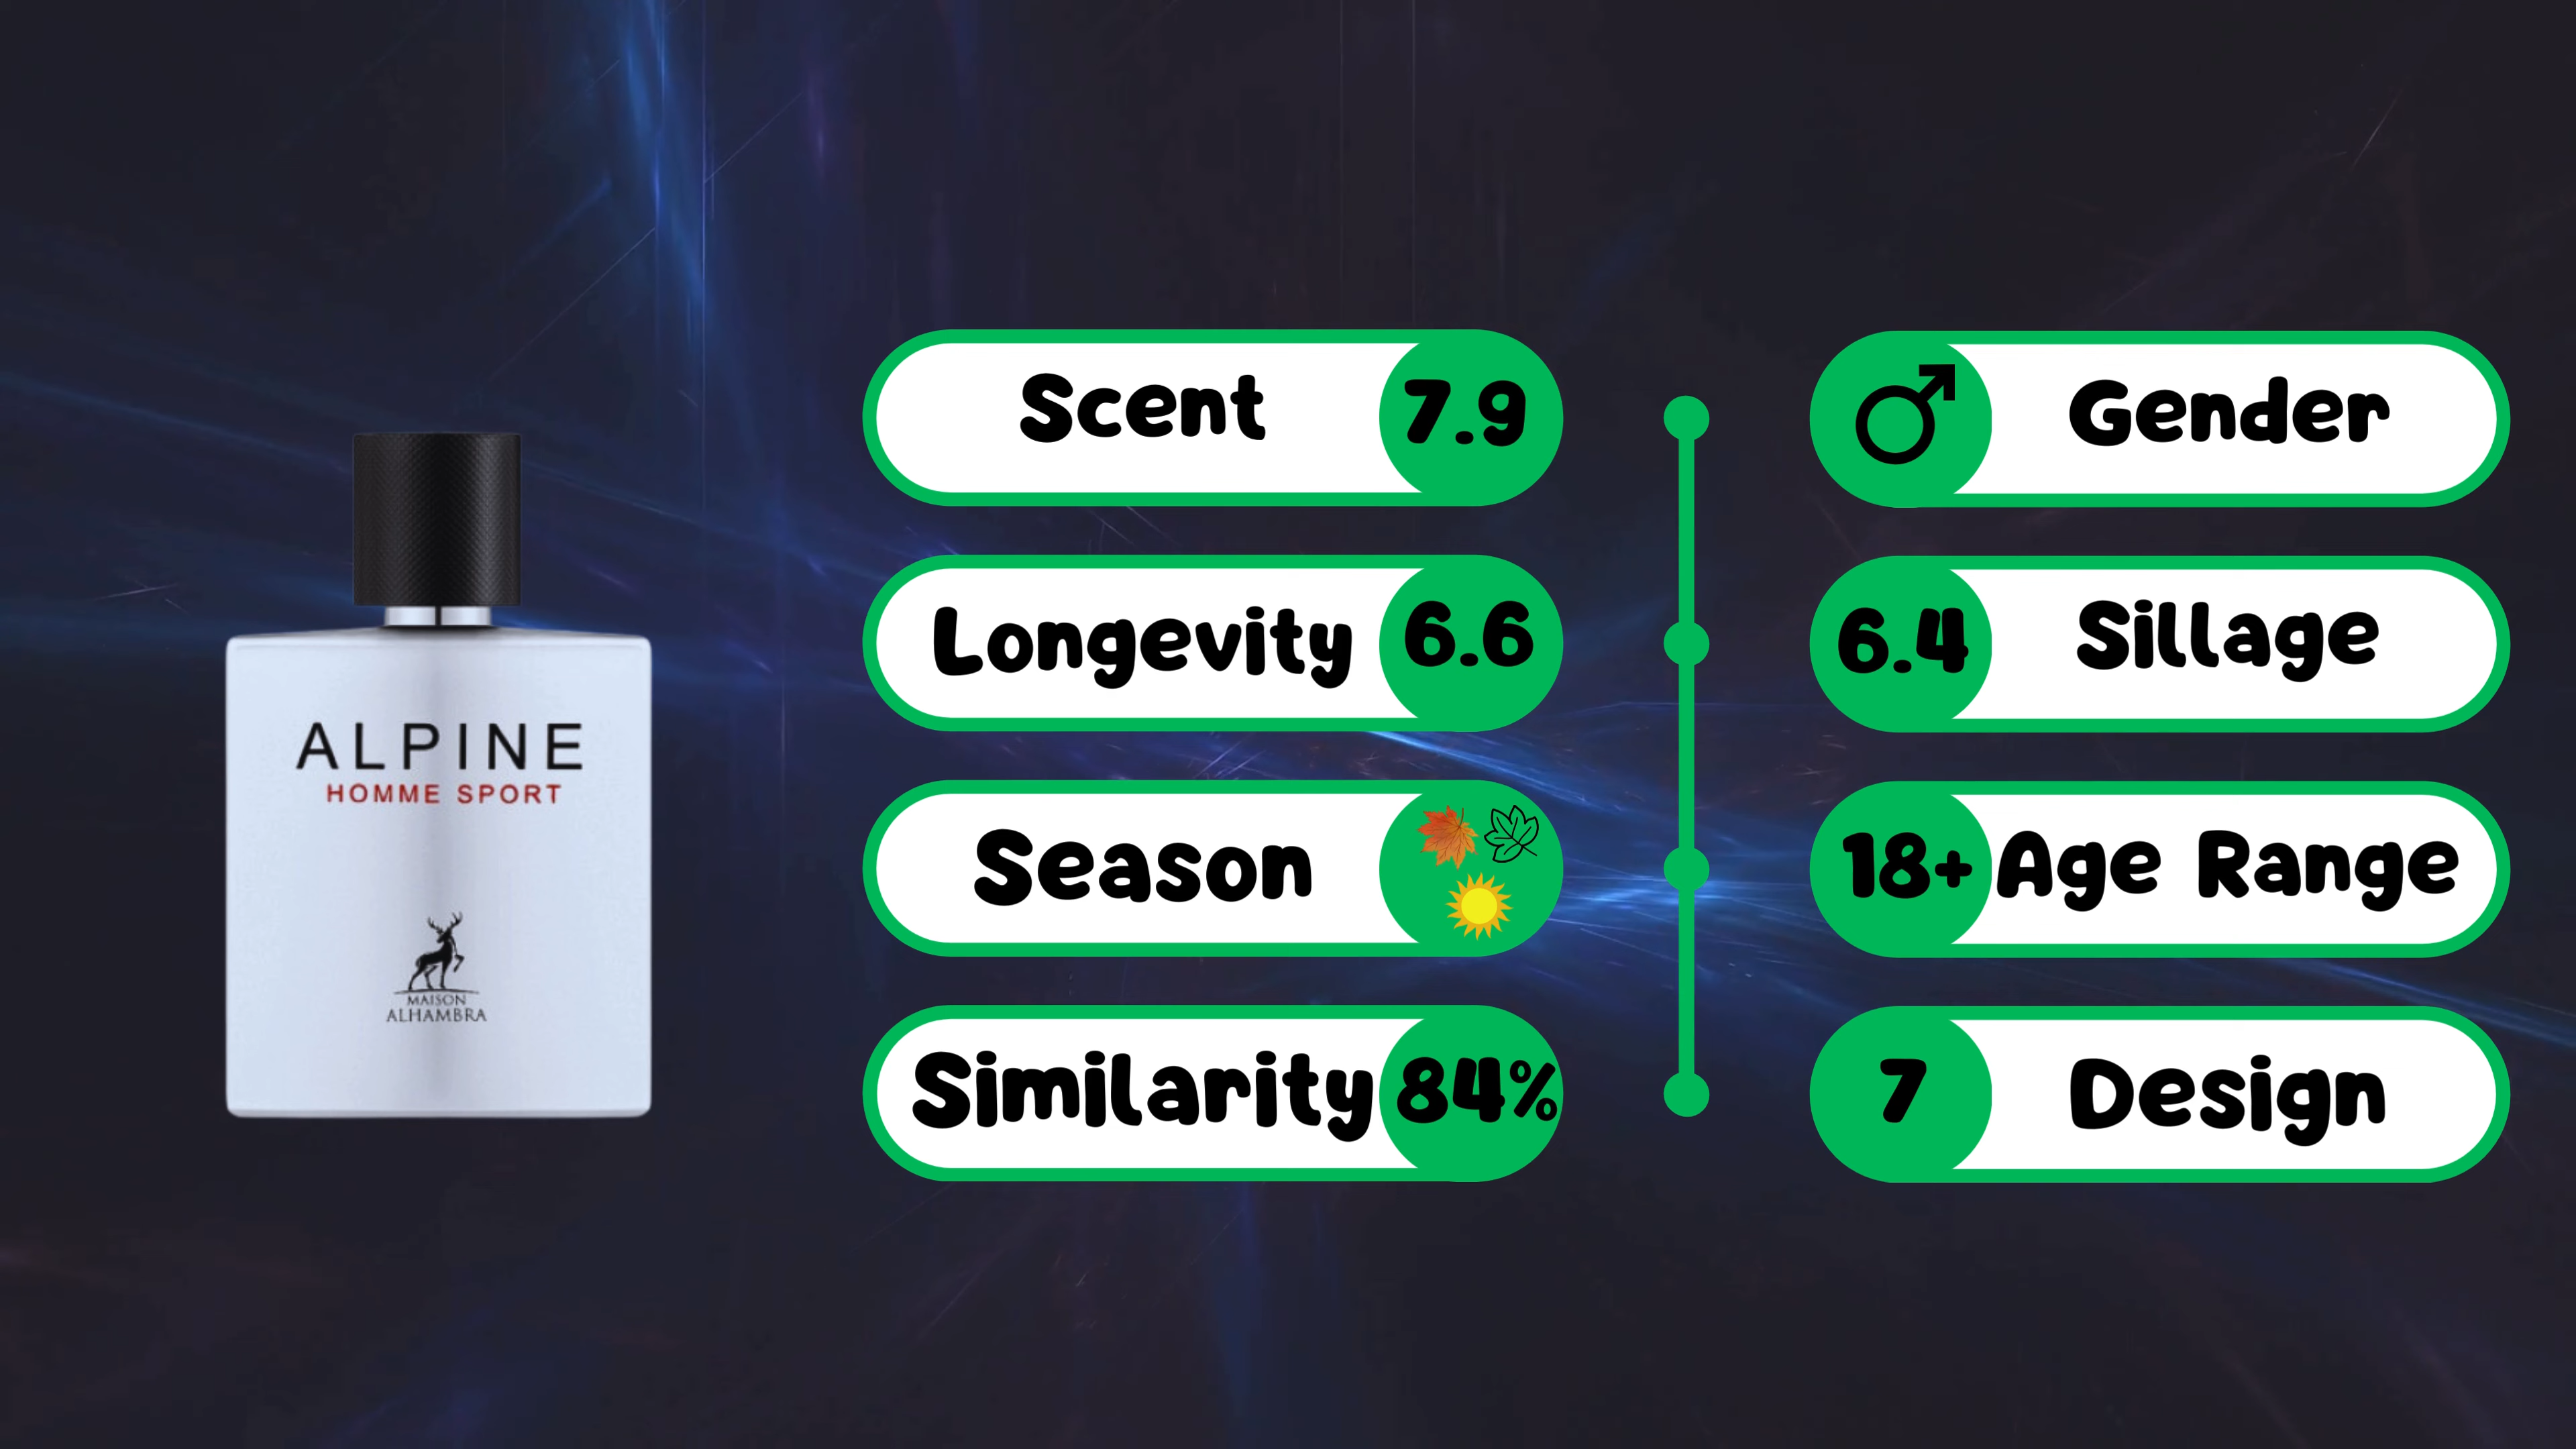 ALPINE
HOMME SPORT
MAISON
ALHAMBRA
Scent 7.9
Longevity 6.6
Season
Similarity 84%
Gender
6.4 Sillage
18+ Age Range
7 Design